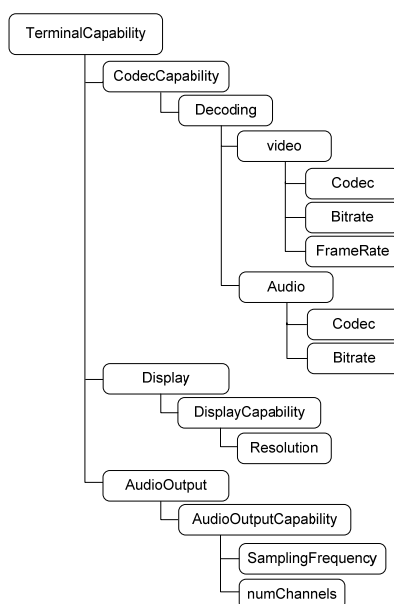 TerminalCapability
CodecCapability
Decoding
video
Codec
Bitrate
FrameRate
Audio
Codec
Bitrate
Display
DisplayCapability
Resolution
AudioOutput
AudioOutputCapability
SamplingFrequency
numChannels